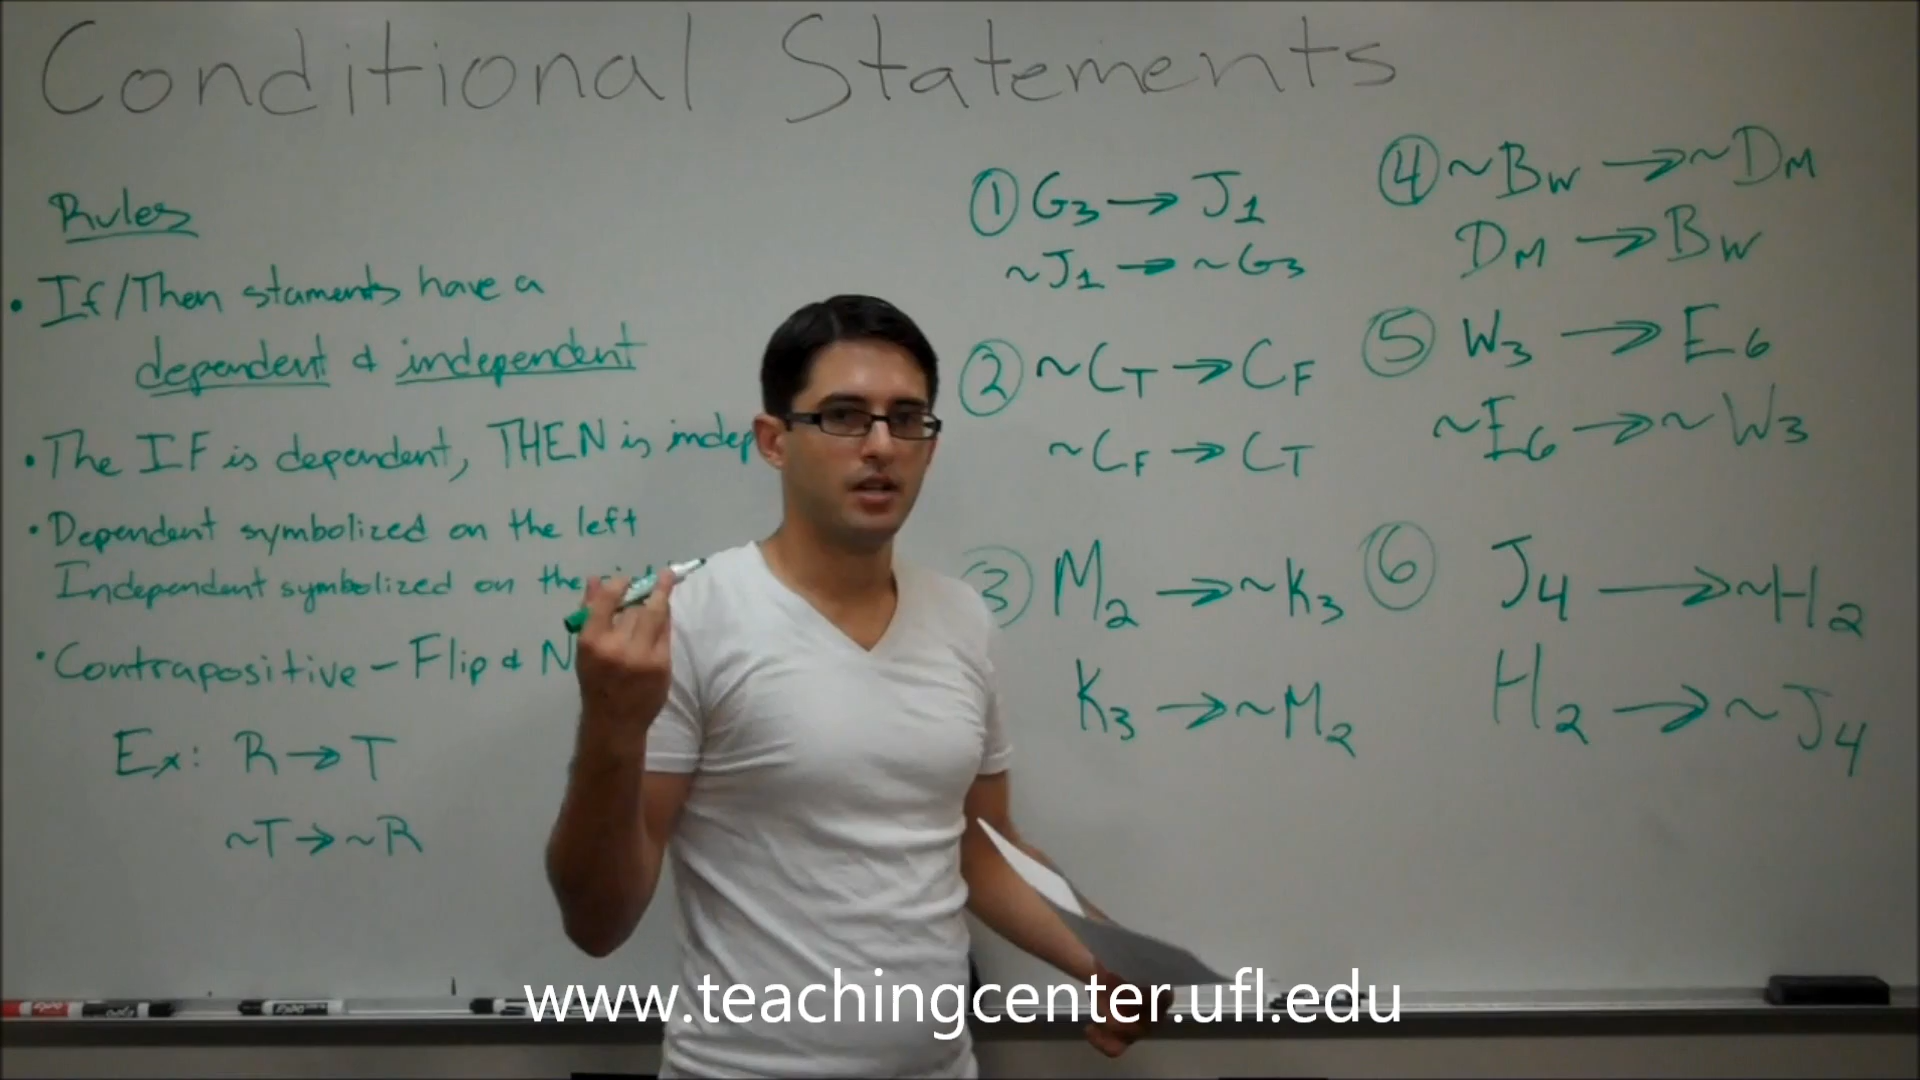 Conditional Statements
Rules
• If/Then staments have a
dependent & independent
• The IF is dependent, THEN is
• Dependent symbolized on the left
Independent symbolized on the
• Contrapositive - Flip &
Ex: R → T
~T → ~R
① G3 → J1
~J1 → ~G3
② ~CT → CF
~CF → CT
③ M2 → ~K3
K3 → ~M2
④ ~BW → ~DM
DM → BW
⑤ W3 → E6
~E6 → ~W3
⑥ J4 → ~H2
H2 → ~J4
www.teachingcenter.ufl.edu